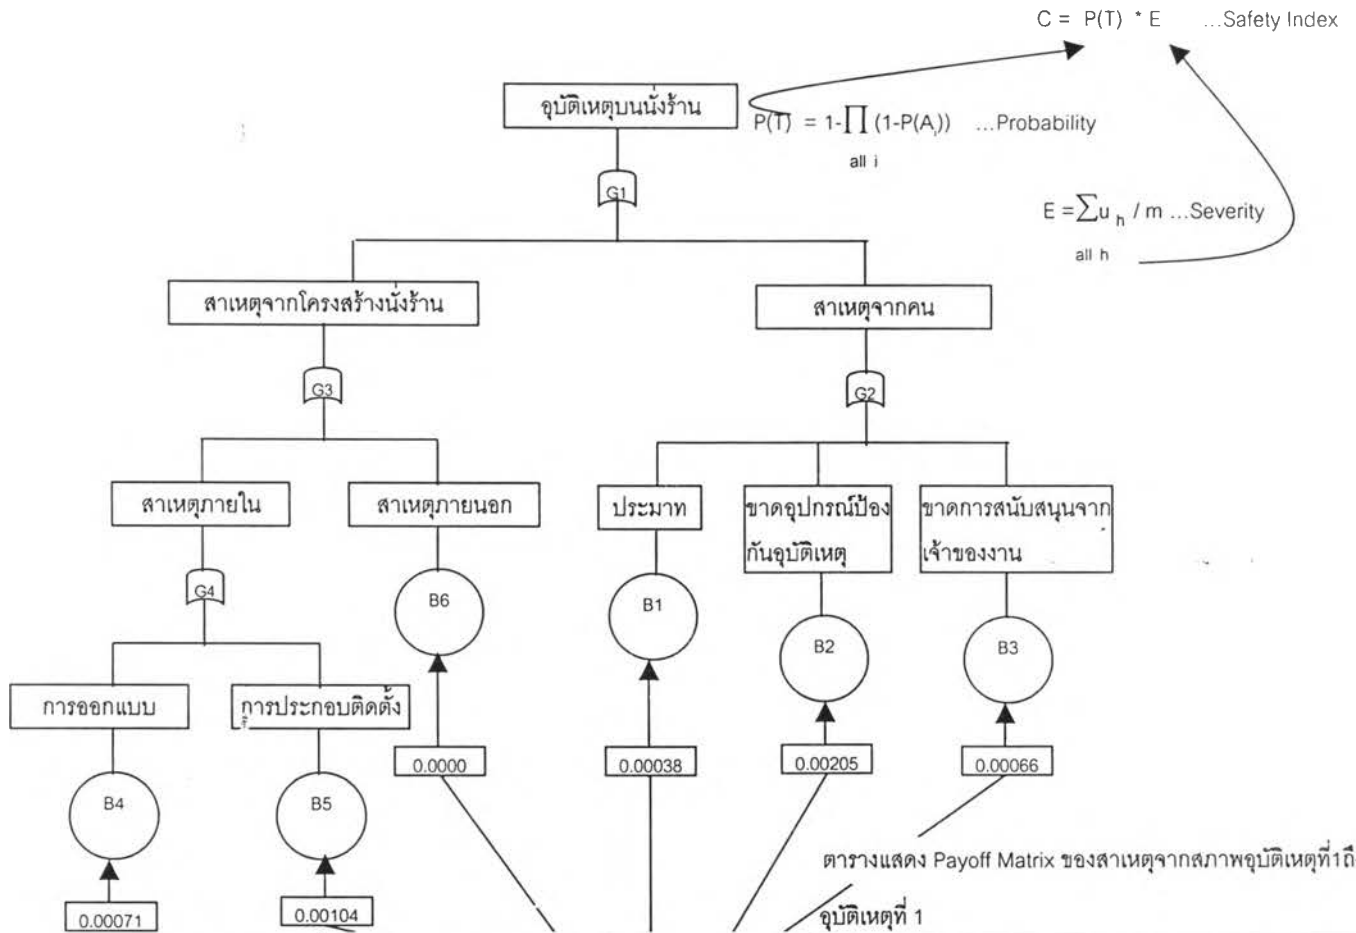 C = P(T) * E ...Safety Index
อุบัติเหตุบนนั่งร้าน
P(T) = 1-∏ (1-P(Aᵢ)) ...Probability
all i
G1
E = ∑u h / m ...Severity
all h
สาเหตุจากโครงสร้างนั่งร้าน
สาเหตุจากคน
G3
G2
สาเหตุภายใน
สาเหตุภายนอก
ประมาท
ขาดอุปกรณ์ป้อง
กันอุบัติเหตุ
ขาดการสนับสนุนจาก
เจ้าของงาน
G4
B6
B1
B2
B3
การออกแบบ
การประกอบติดตั้ง
0.0000
0.00038
0.00205
0.00066
B4
B5
0.00071
0.00104
ตารางแสดง Payoff Matrix ของสาเหตุจากสภาพอุบัติเหตุที่1ถึ
อุบัติเหตุที่ 1